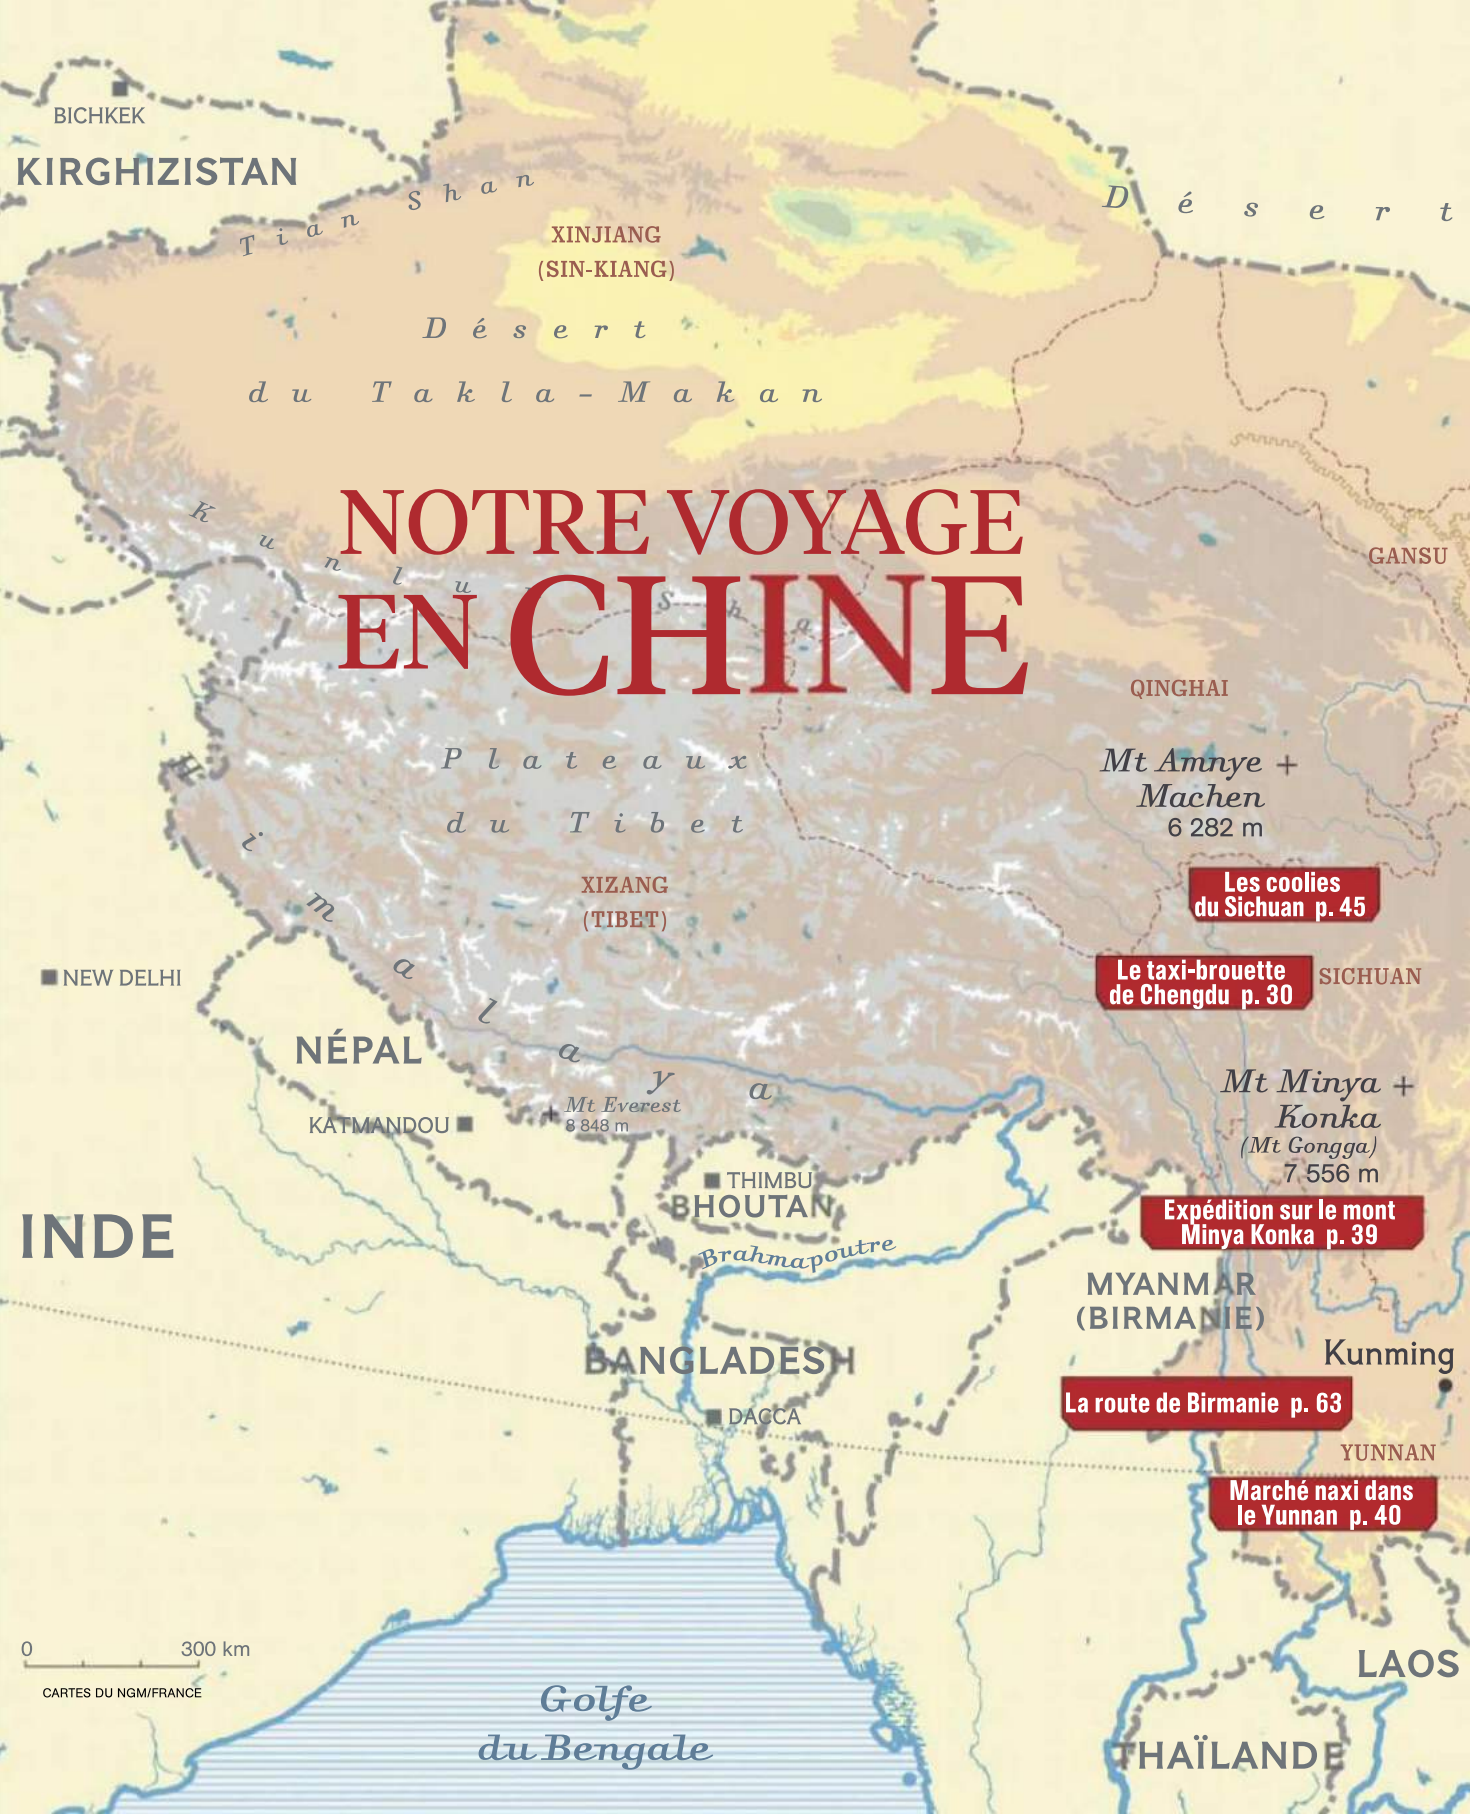 BICHKEK
KIRGHIZISTAN
Tian Shan
Désert
XINJIANG
(SIN-KIANG)
Désert
du Takla-Makan
NOTRE VOYAGE
EN CHINE
Kunlu
Sha
GANSU
QINGHAI
Plateaux
du Tibet
Mt Amnye
Machen
6 282 m
XIZANG
(TIBET)
Les coolies
du Sichuan p. 45
Le taxi-brouette
de Chengdu p. 30
SICHUAN
NEW DELHI
Himalaya
NÉPAL
KATMANDOU
Mt Everest
8 848 m
Mt Minya
Konka
(Mt Gongga)
7 556 m
THIMBU
BHOUTAN
Expédition sur le mont
Minya Konka p. 39
INDE
Brahmapoutre
MYANMAR
(BIRMANIE)
BANGLADESH
Kunming
La route de Birmanie p. 63
DACCA
YUNNAN
Marché naxi dans
le Yunnan p. 40
0 300 km
CARTES DU NGM/FRANCE
LAOS
Golfe
du Bengale
THAÏLANDE